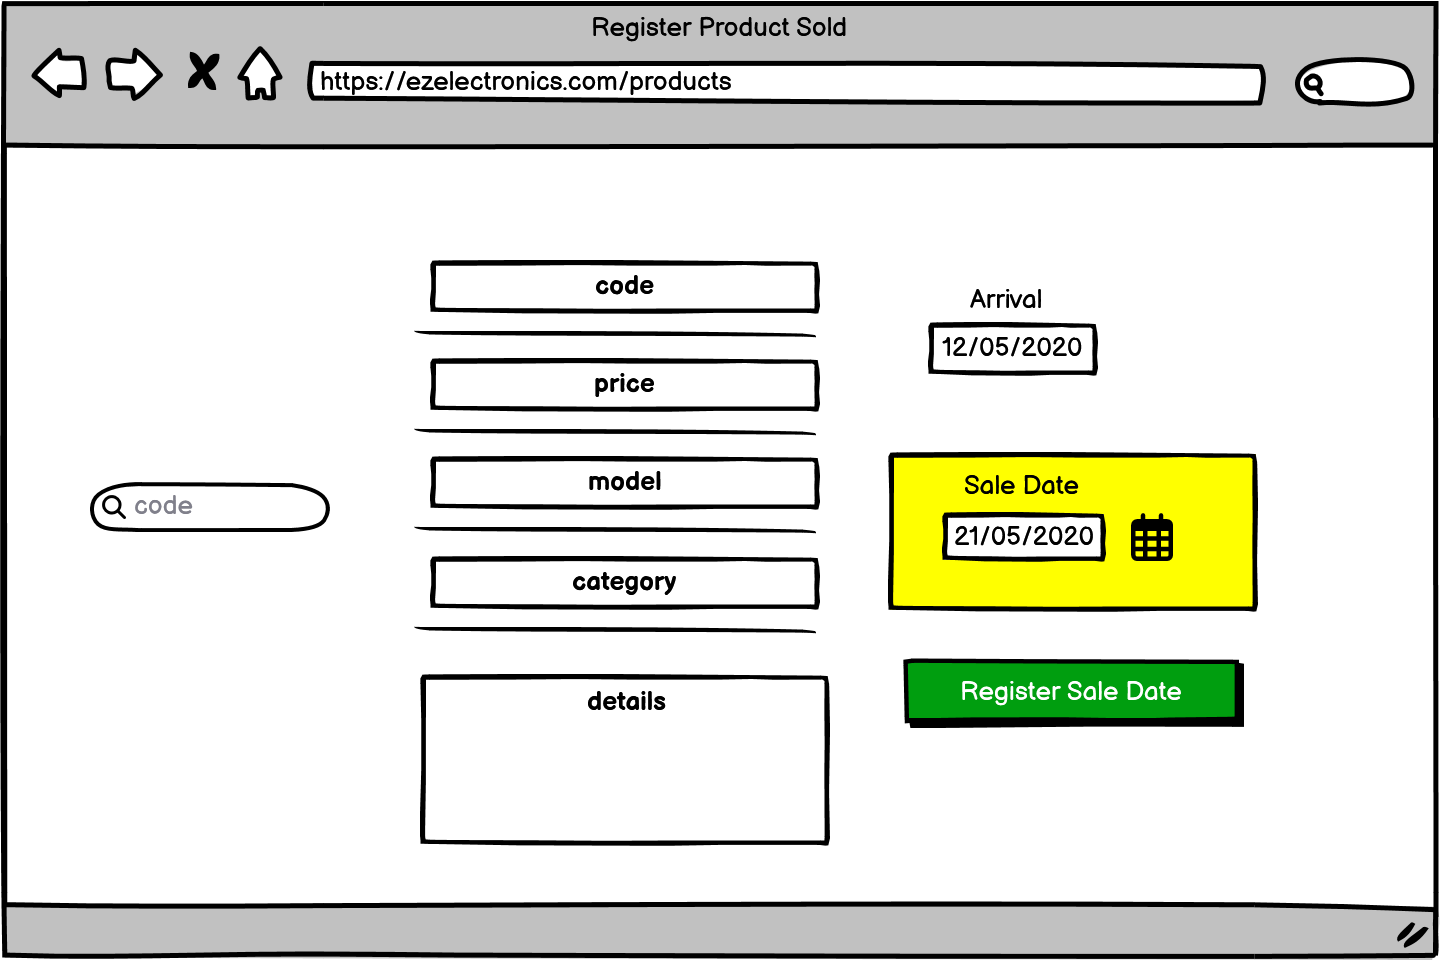 Register Product Sold
https://ezelectronics.com/products
code
code
price
model
category
details
Arrival
12/05/2020
Sale Date
21/05/2020
Register Sale Date